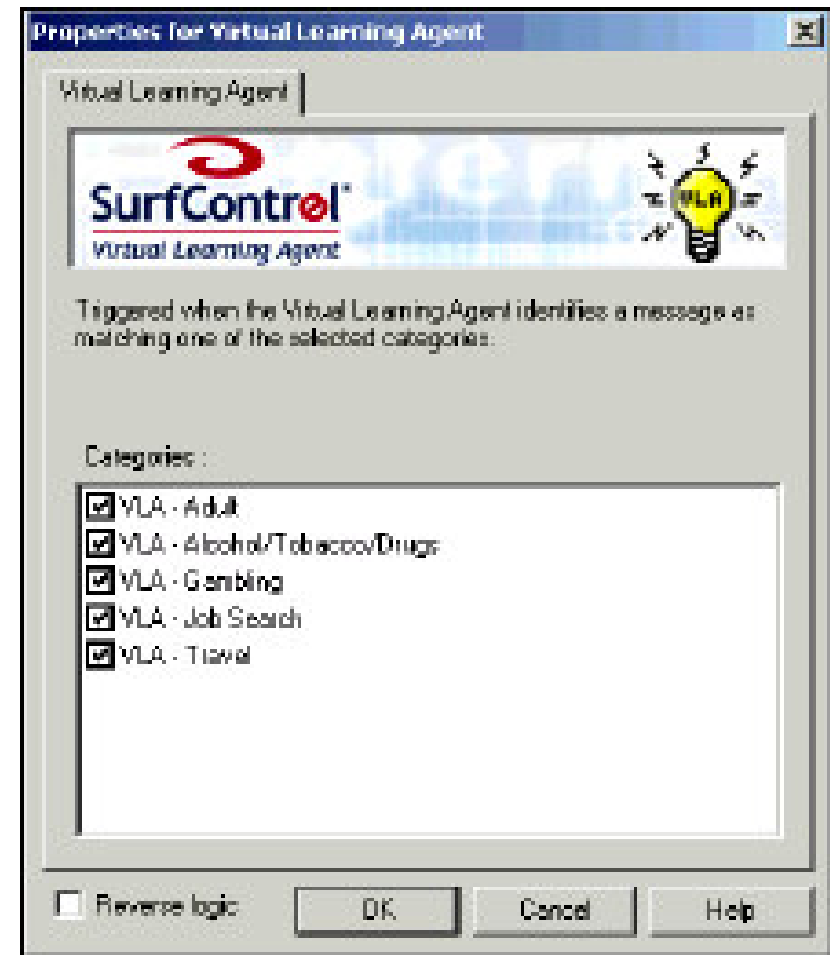 Properties for Virtual Learning Agent
Virtual Learning Agent
SurfControl
Virtual Learning Agent
VLA
Triggered when the Virtual Learning Agent identifies a message as
matching one of the selected categories:
Categories :
VLA - Adult
VLA - Alcohol/Tobacco/Drugs
VLA - Gambling
VLA - Job Search
VLA - Travel
Reverse logic
OK
Cancel
Help